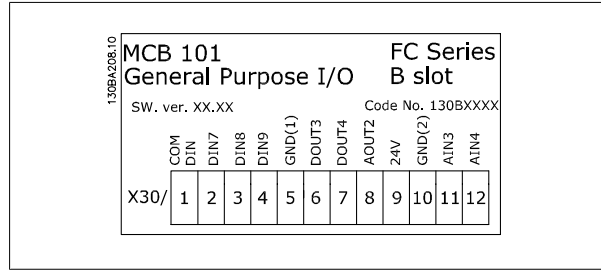 130BA208.10
MCB 101 FC Series
General Purpose I/O B slot
SW. ver. XX.XX Code No. 130BXXXX
COM DIN DIN7 DIN8 DIN9 GND(1) DOUT3 DOUT4 AOUT2 24V GND(2) AIN3 AIN4
X30/ 1 2 3 4 5 6 7 8 9 10 11 12